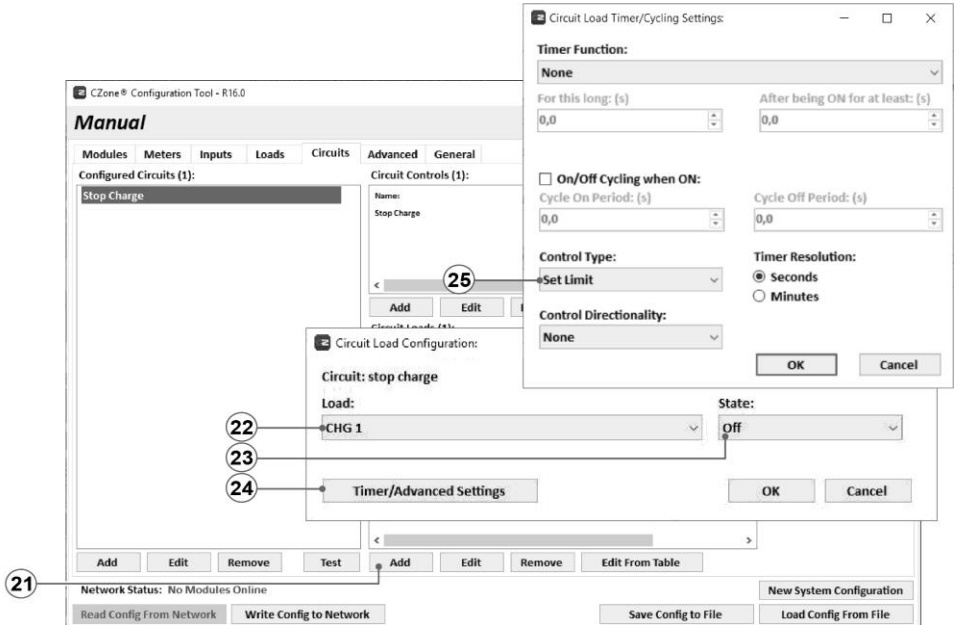 Circuit Load Timer/Cycling Settings:
Timer Function:
None
For this long: (s) After being ON for at least: (s)
0,0 0,0
On/Off Cycling when ON:
Cycle On Period: (s) Cycle Off Period: (s)
0,0 0,0
Control Type: Timer Resolution:
Set Limit Seconds
Minutes
Control Directionality:
None
OK Cancel
CZone® Configuration Tool - R16.0
Manual
Modules Meters Inputs Loads Circuits Advanced General
Configured Circuits (1): Circuit Controls (1):
Stop Charge Name:
Stop Charge
25
Add Edit
Circuit Loads (1):
Circuit Load Configuration:
Circuit: stop charge
Load: State:
22 CHG 1 Off
23
24 Timer/Advanced Settings OK Cancel
Add Edit Remove Test Add Edit Remove Edit From Table
21
Network Status: No Modules Online New System Configuration
Read Config From Network Write Config to Network Save Config to File Load Config From File